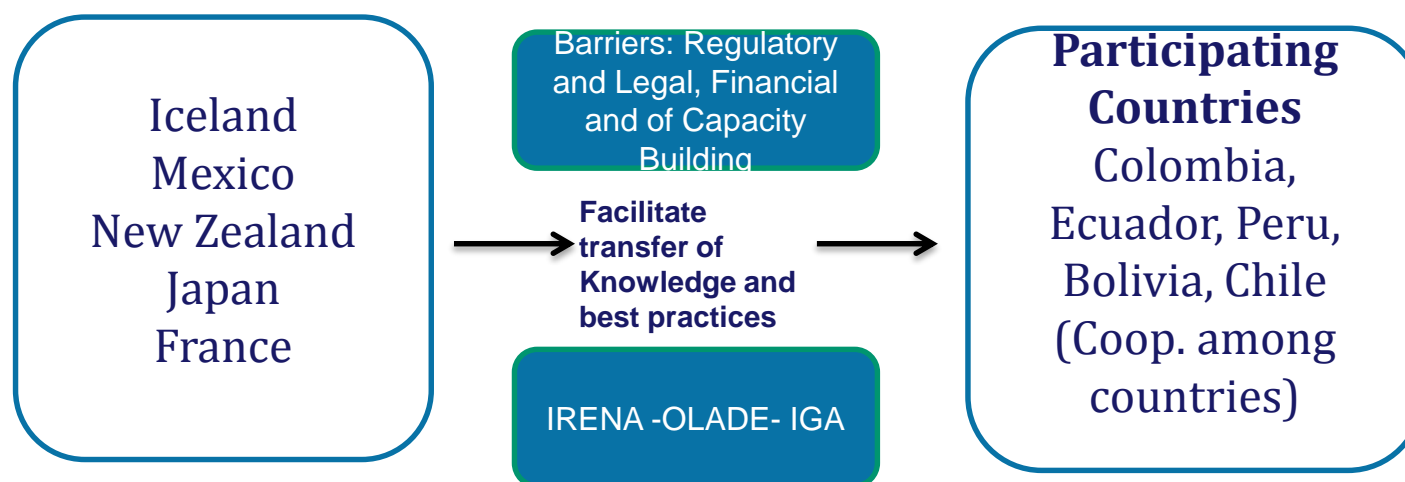 Iceland
Mexico
New Zealand
Japan
France
Barriers: Regulatory
and Legal, Financial
and of Capacity
Building
Facilitate
transfer of
Knowledge and
best practices
IRENA -OLADE- IGA
Participating
Countries
Colombia,
Ecuador, Peru,
Bolivia, Chile
(Coop. among
countries)